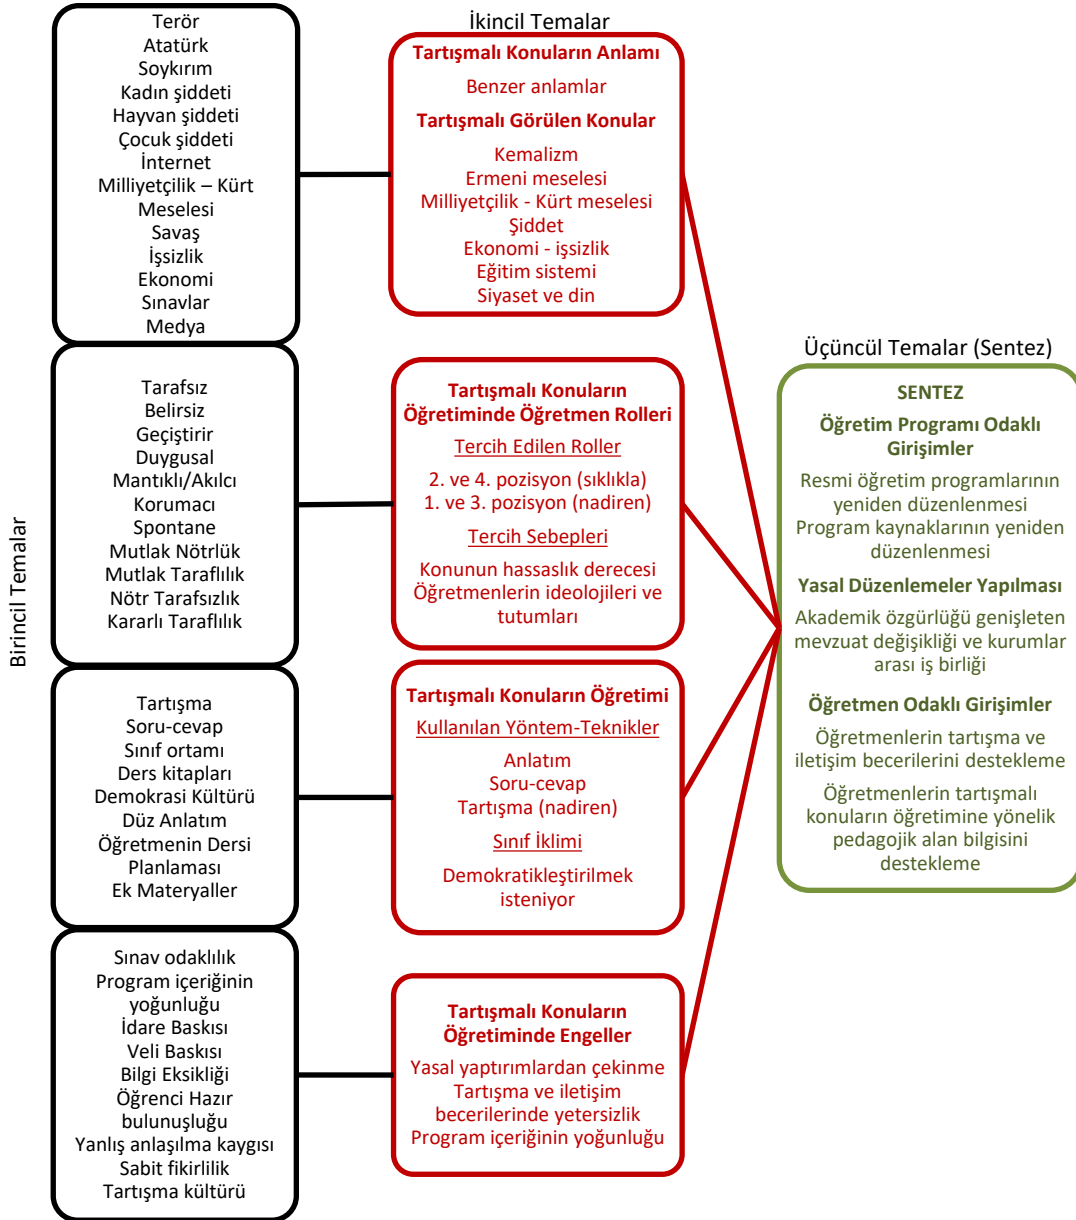 Birincil Temalar
Terör
Atatürk
Soykırım
Kadın şiddeti
Hayvan şiddeti
Çocuk şiddeti
İnternet
Milliyetçilik – Kürt
Meselesi
Savaş
İşsizlik
Ekonomi
Sınavlar
Medya
Tarafsız
Belirsiz
Geçiştirir
Duygusal
Mantıklı/Akılcı
Korumacı
Spontane
Mutlak Nötrlük
Mutlak Taraflılık
Nötr Tarafsızlık
Kararlı Taraflılık
Tartışma
Soru-cevap
Sınıf ortamı
Ders kitapları
Demokrasi Kültürü
Düz Anlatım
Öğretmenin Dersi
Planlaması
Ek Materyaller
Sınav odaklılık
Program içeriğinin
yoğunluğu
İdare Baskısı
Veli Baskısı
Bilgi Eksikliği
Öğrenci Hazır
bulunuşluğu
Yanlış anlaşılma kaygısı
Sabit fikirlilik
Tartışma kültürü
İkincil Temalar
Tartışmalı Konuların Anlamı
Benzer anlamlar
Tartışmalı Görülen Konular
Kemalizm
Ermeni meselesi
Milliyetçilik - Kürt meselesi
Şiddet
Ekonomi - işsizlik
Eğitim sistemi
Siyaset ve din
Tartışmalı Konuların
Öğretiminde Öğretmen Rolleri
Tercih Edilen Roller
2. ve 4. pozisyon (sıklıkla)
1. ve 3. pozisyon (nadiren)
Tercih Sebepleri
Konunun hassaslık derecesi
Öğretmenlerin ideolojileri ve
tutumları
Tartışmalı Konuların Öğretimi
Kullanılan Yöntem-Teknikler
Anlatım
Soru-cevap
Tartışma (nadiren)
Sınıf İklimi
Demokratikleştirilmek
isteniyor
Tartışmalı Konuların
Öğretiminde Engeller
Yasal yaptırımlardan çekinme
Tartışma ve iletişim
becerilerinde yetersizlik
Program içeriğinin yoğunluğu
Üçüncül Temalar (Sentez)
SENTEZ
Öğretim Programı Odaklı
Girişimler
Resmi öğretim programlarının
yeniden düzenlenmesi
Program kaynaklarının yeniden
düzenlenmesi
Yasal Düzenlemeler Yapılması
Akademik özgürlüğü genişleten
mevzuat değişikliği ve kurumlar
arası iş birliği
Öğretmen Odaklı Girişimler
Öğretmenlerin tartışma ve
iletişim becerilerini destekleme
Öğretmenlerin tartışmalı
konuların öğretimine yönelik
pedagojik alan bilgisini
destekleme